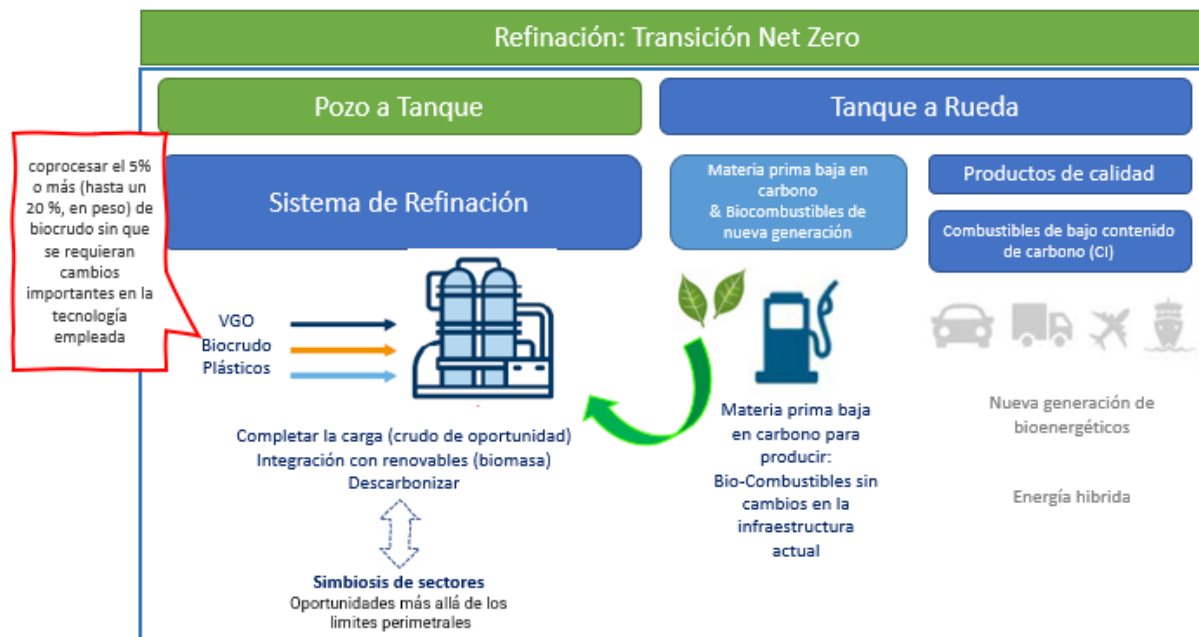 Refinación: Transición Net Zero
Pozo a Tanque
Tanque a Rueda
coprocesar el 5%
o más (hasta un
20 %, en peso) de
biocrudo sin que
se requieran
cambios
importantes en la
tecnología
empleada
Sistema de Refinación
VGO
Biocrudo
Plásticos
Completar la carga (crudo de oportunidad)
Integración con renovables (biomasa)
Descarbonizar
Simbiosis de sectores
Oportunidades más allá de los
limites perimetrales
Materia prima baja en
carbono
& Biocombustibles de
nueva generación
Materia prima baja
en carbono para
producir:
Bio-Combustibles sin
cambios en la
infraestructura
actual
Productos de calidad
Combustibles de bajo contenido
de carbono (CI)
Nueva generación de
bioenergéticos
Energía hibrida